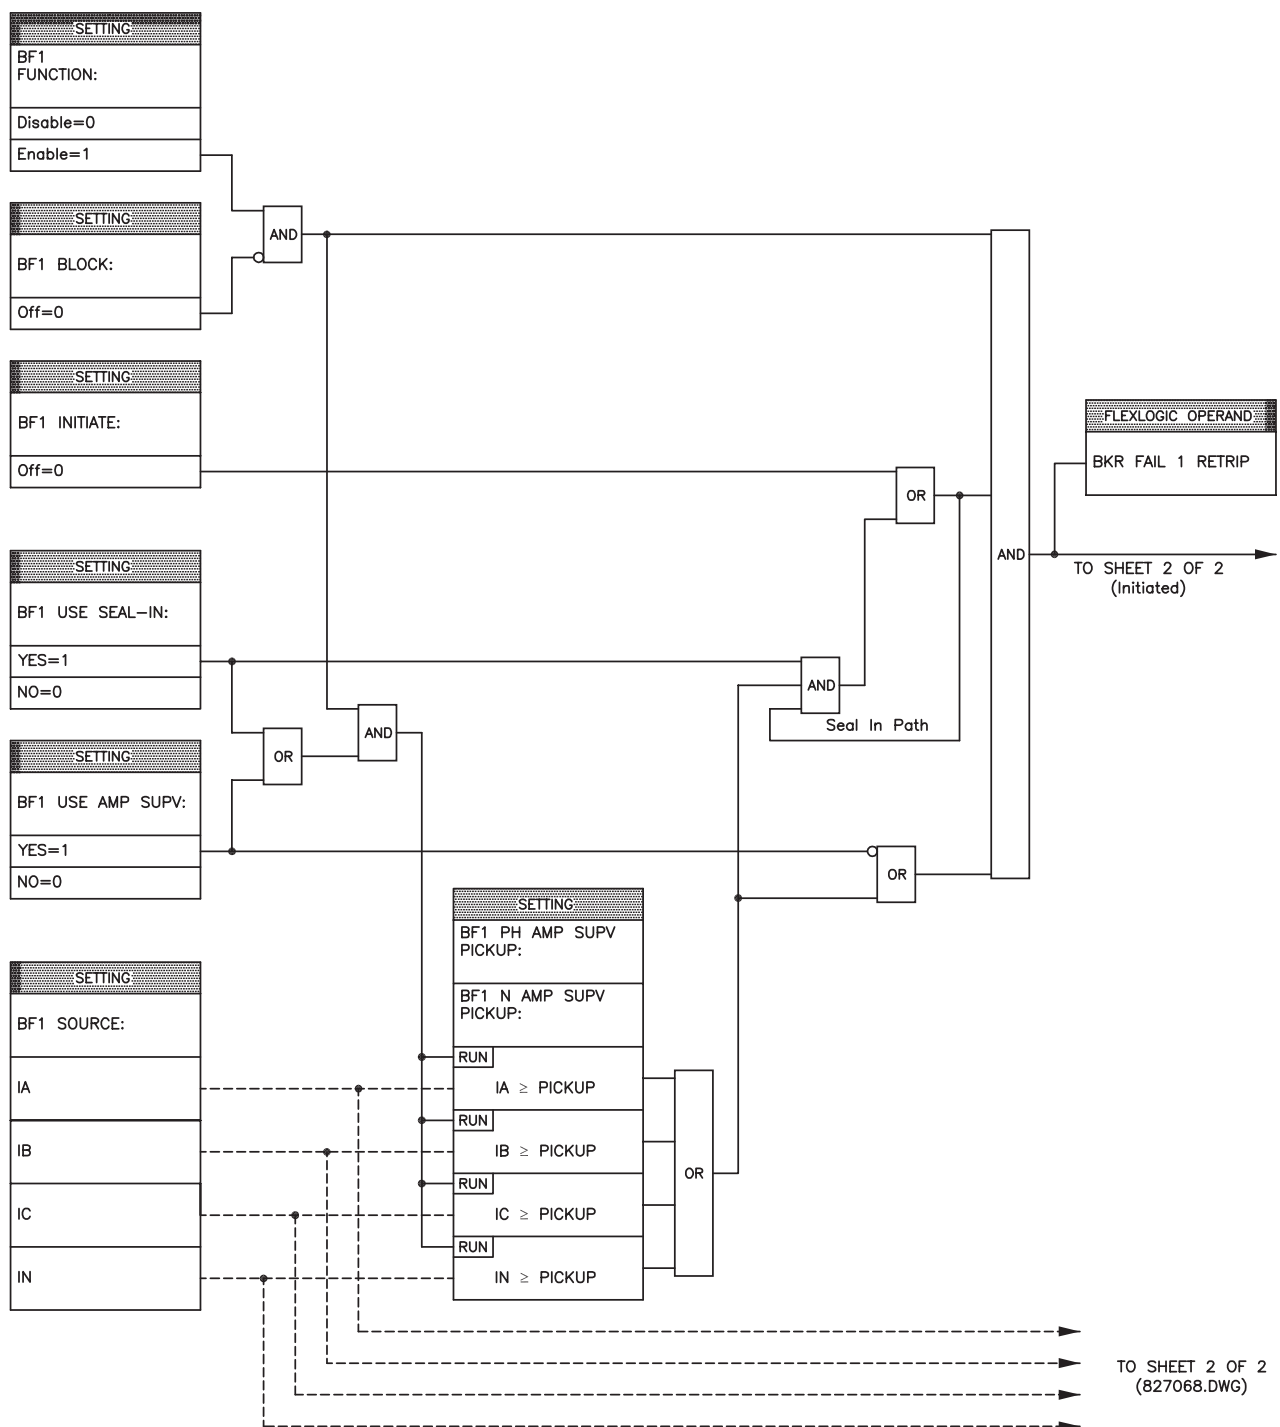 SETTING
BF1
FUNCTION:
Disable=0
Enable=1
SETTING
BF1 BLOCK:
Off=0
AND
SETTING
BF1 INITIATE:
Off=0
OR
FLEXLOGIC OPERAND
BKR FAIL 1 RETRIP
AND
TO SHEET 2 OF 2
(Initiated)
SETTING
BF1 USE SEAL-IN:
YES=1
NO=0
AND
Seal In Path
AND
OR
SETTING
BF1 USE AMP SUPV:
YES=1
NO=0
OR
SETTING
BF1 PH AMP SUPV
PICKUP:
BF1 N AMP SUPV
PICKUP:
RUN
IA ≥ PICKUP
RUN
IB ≥ PICKUP
RUN
IC ≥ PICKUP
RUN
IN ≥ PICKUP
OR
SETTING
BF1 SOURCE:
IA
IB
IC
IN
TO SHEET 2 OF 2
(827068.DWG)